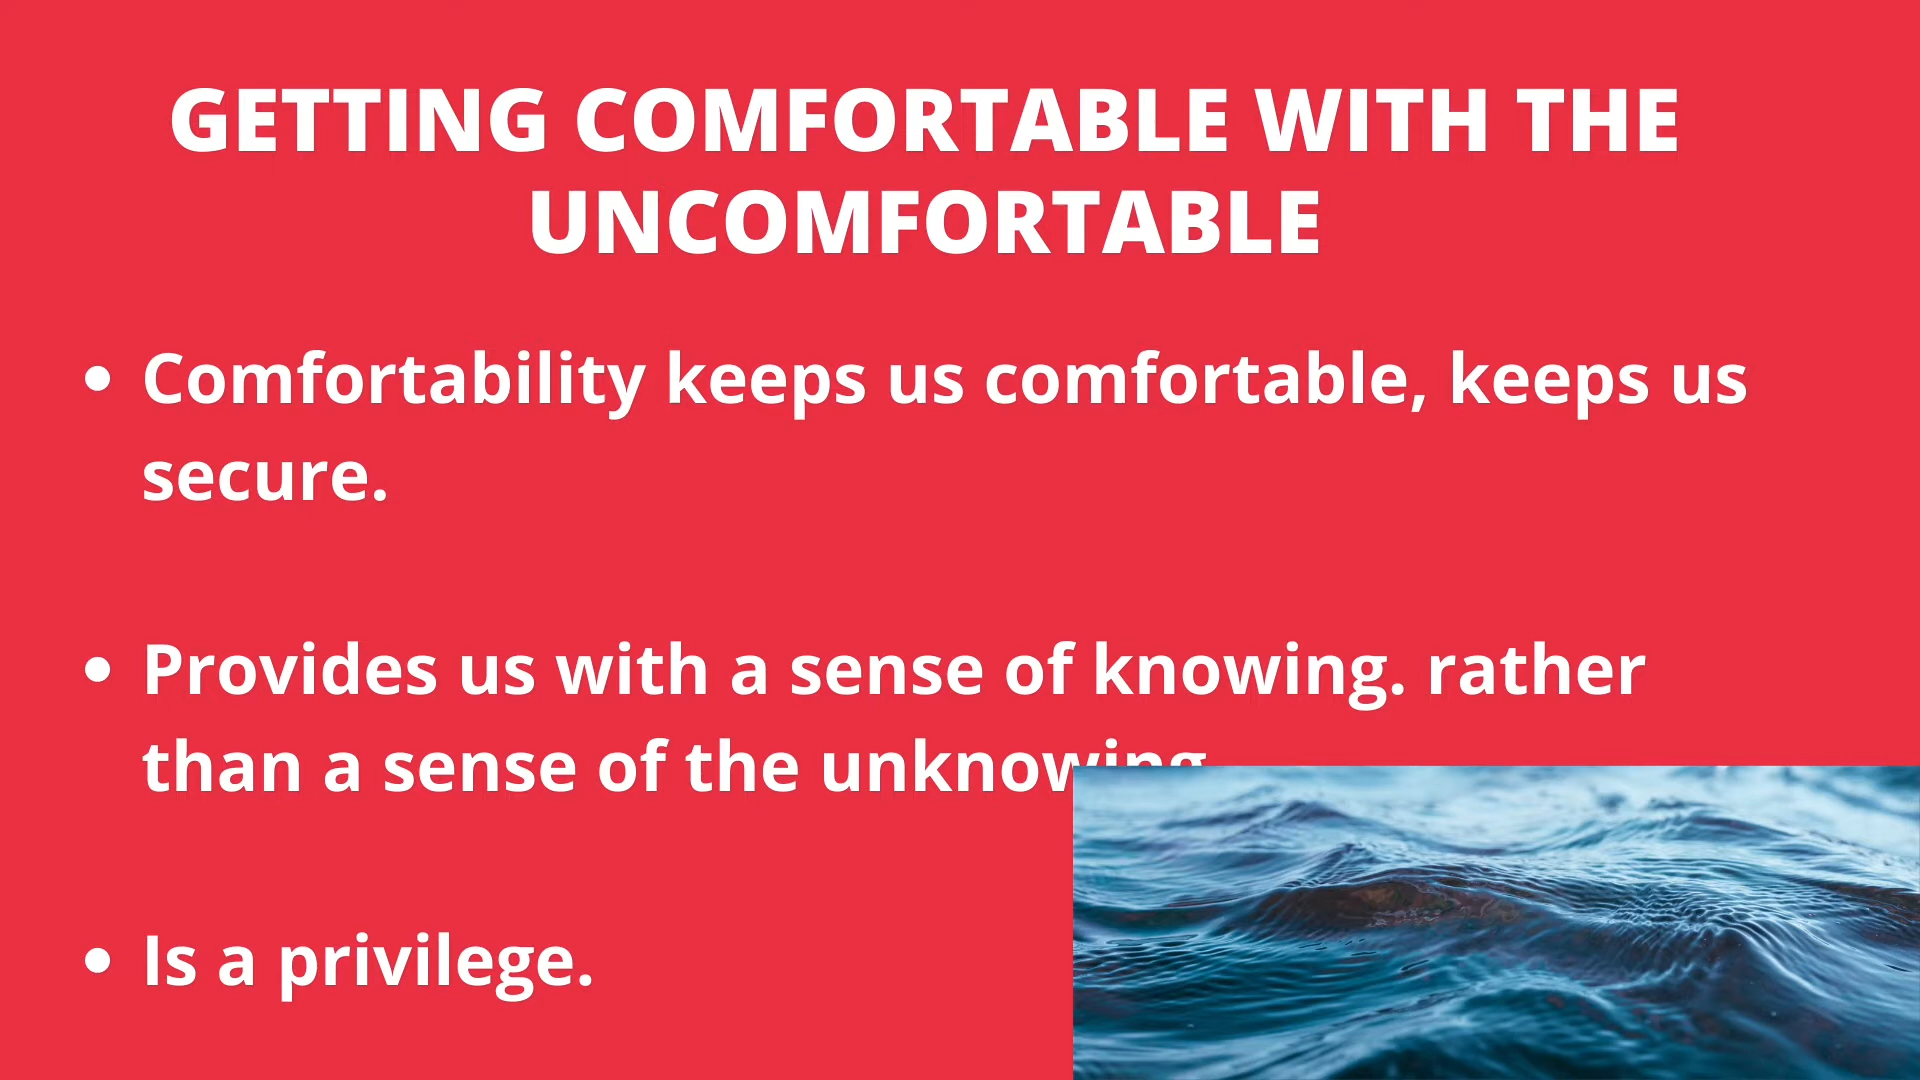 GETTING COMFORTABLE WITH THE
UNCOMFORTABLE
• Comfortability keeps us comfortable, keeps us
secure.
• Provides us with a sense of knowing. rather
than a sense of the unknowing
• Is a privilege.